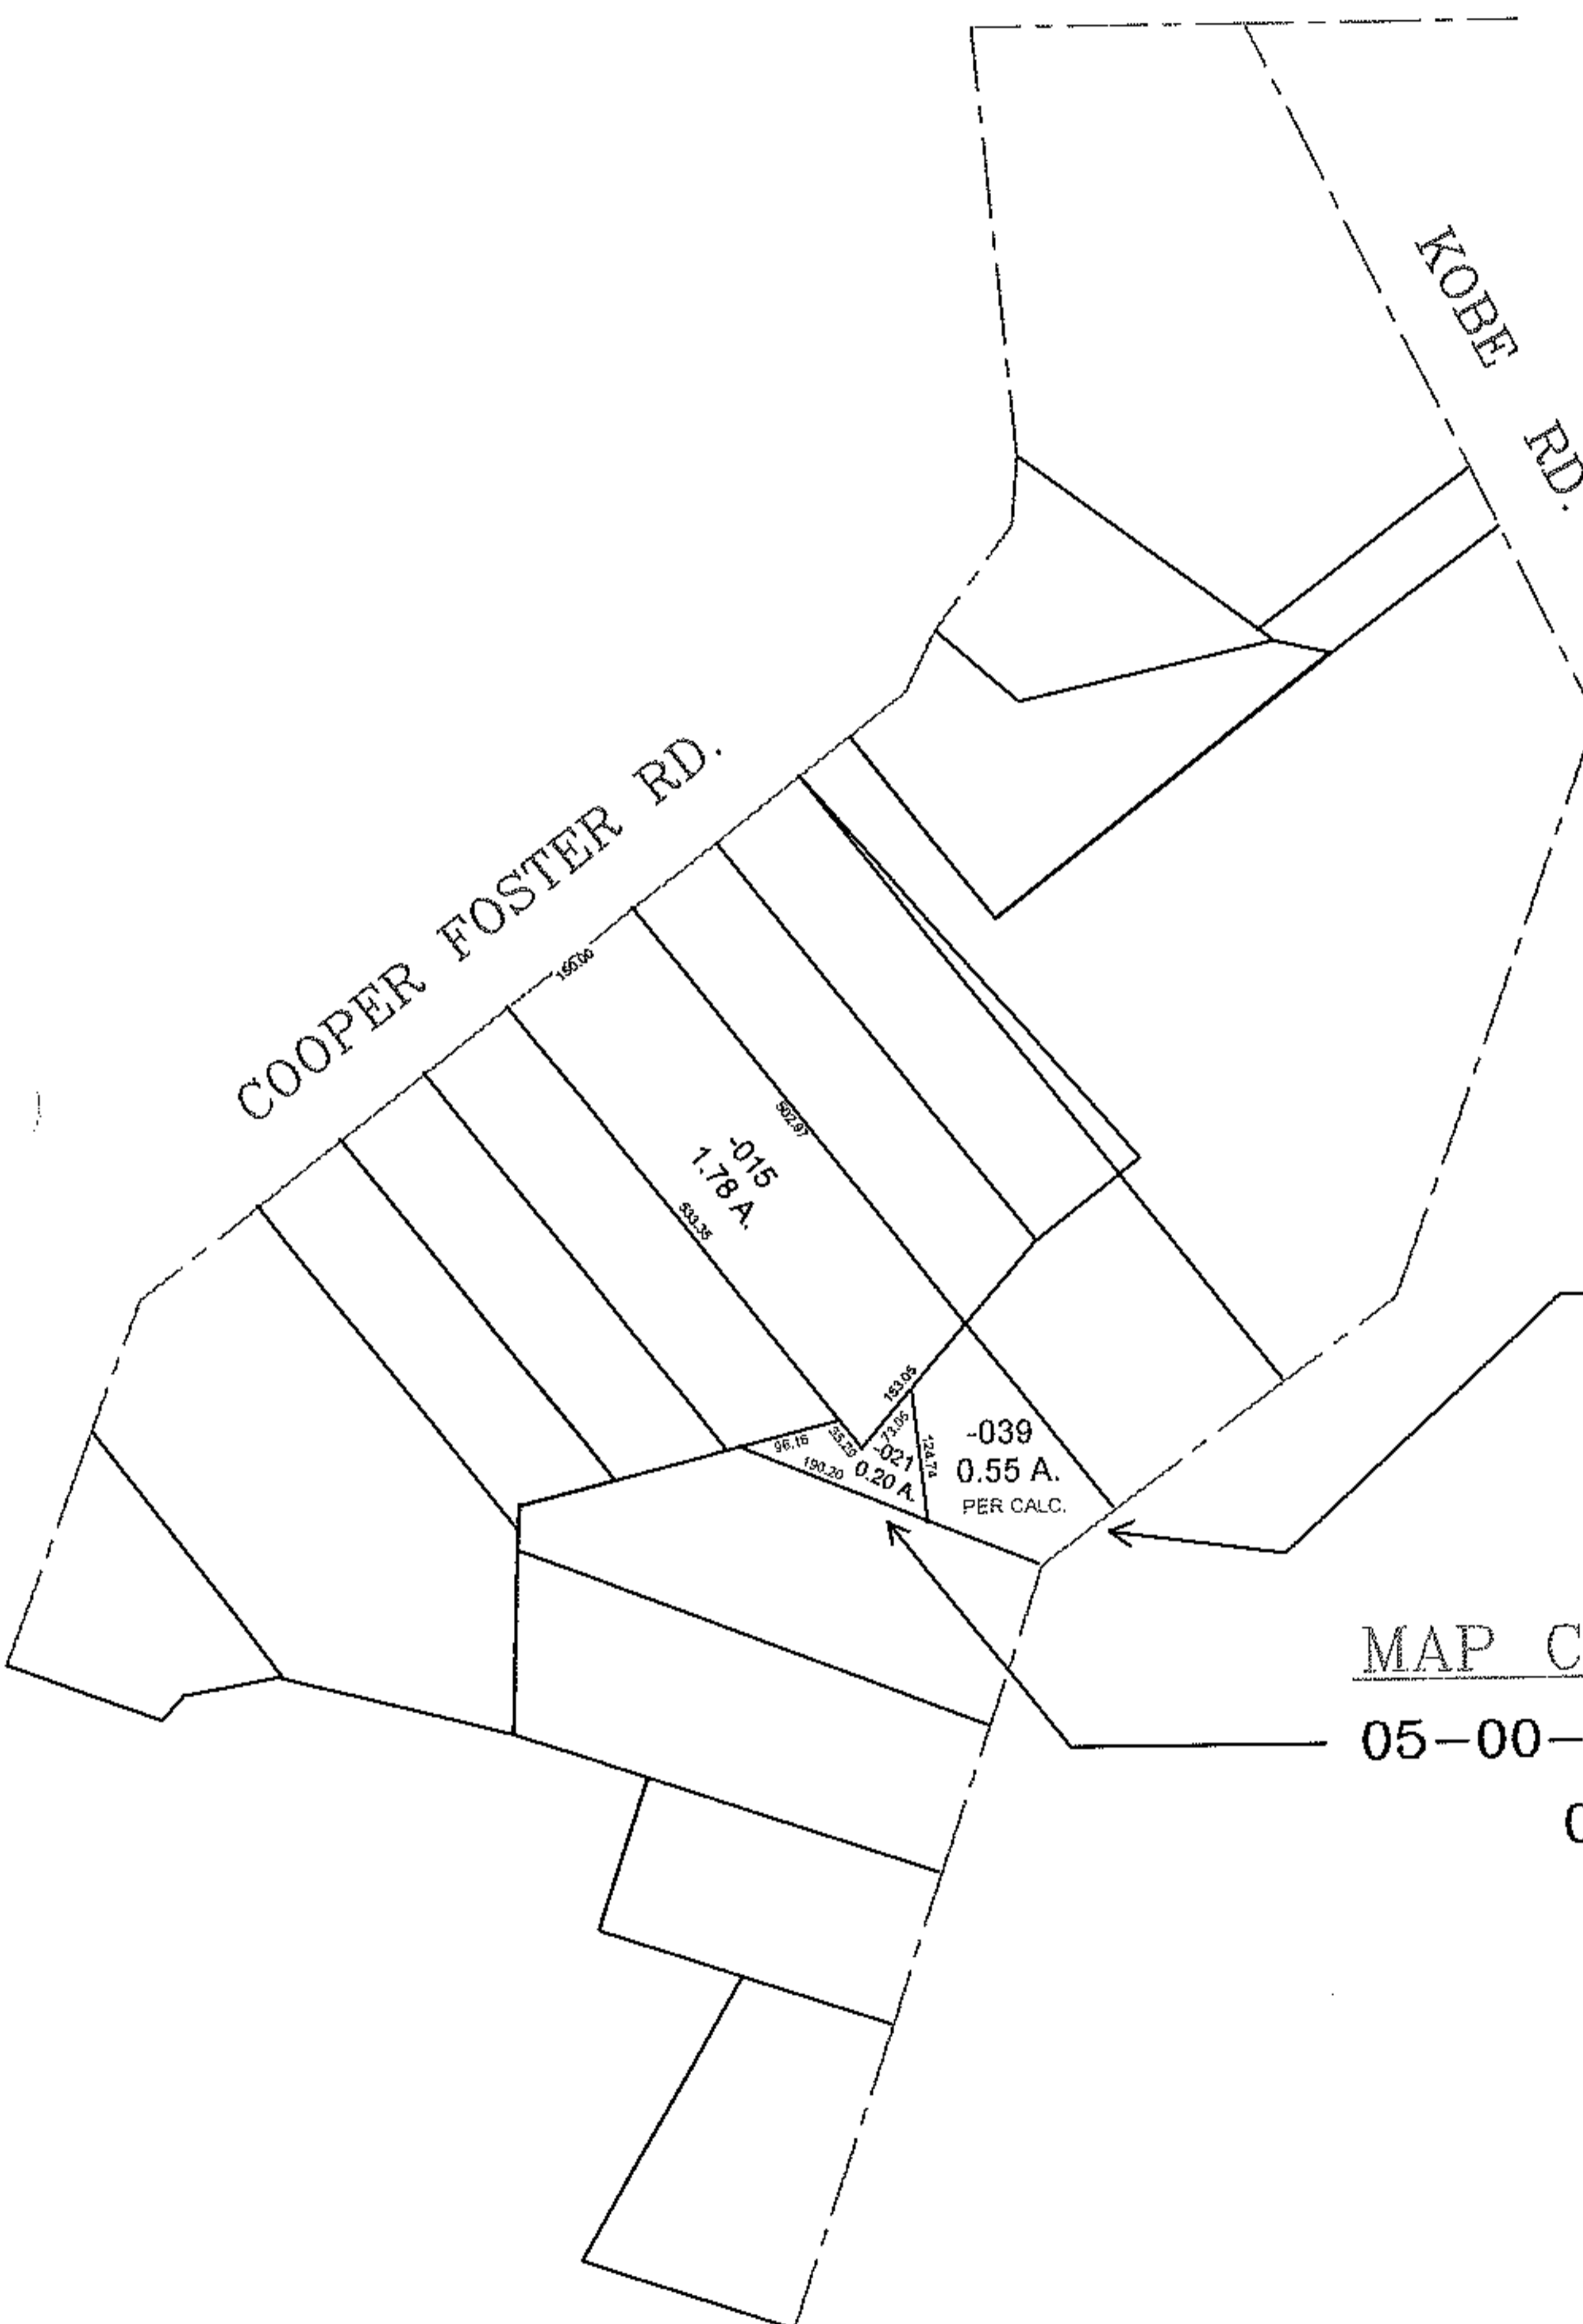 KOBE RD.
COOPER FOSTER RD.
150.00
502.97
-015
1.78 A.
533.35
153.05
73.05
-039
0.55 A.
PER CALC.
124.74
35.20
-021
0.20 A.
96.16
190.20
MAP C
05-00-